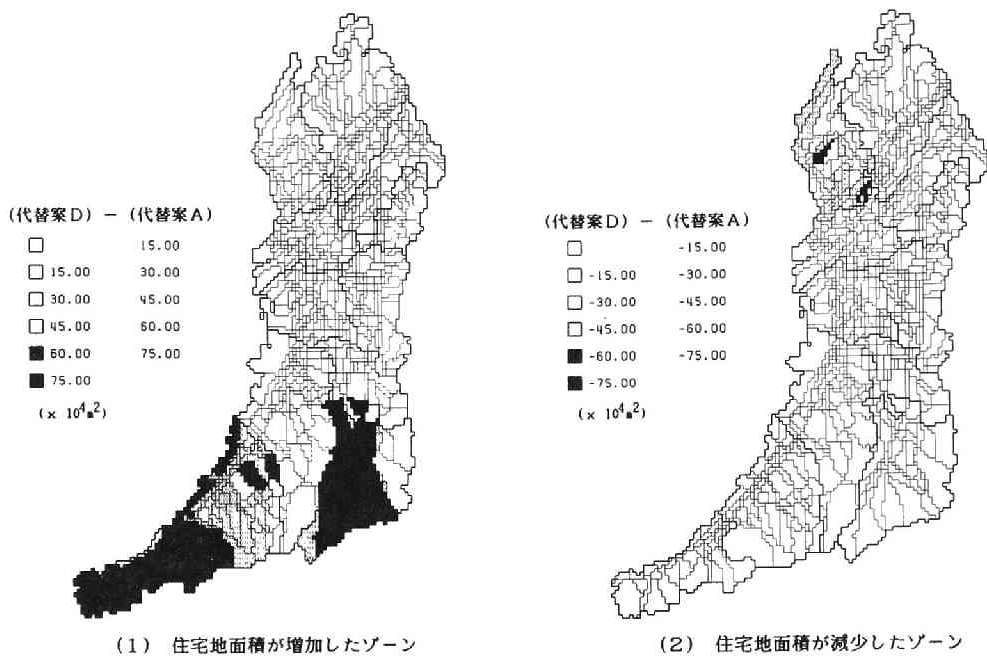 (代替案D) － (代替案A)
15.00
15.00 30.00
30.00 45.00
45.00 60.00
60.00 75.00
75.00
(× 10⁴m²)
(1) 住宅地面積が増加したゾーン
(代替案D) － (代替案A)
-15.00
-15.00 -30.00
-30.00 -45.00
-45.00 -60.00
-60.00 -75.00
-75.00
(× 10⁴m²)
(2) 住宅地面積が減少したゾーン